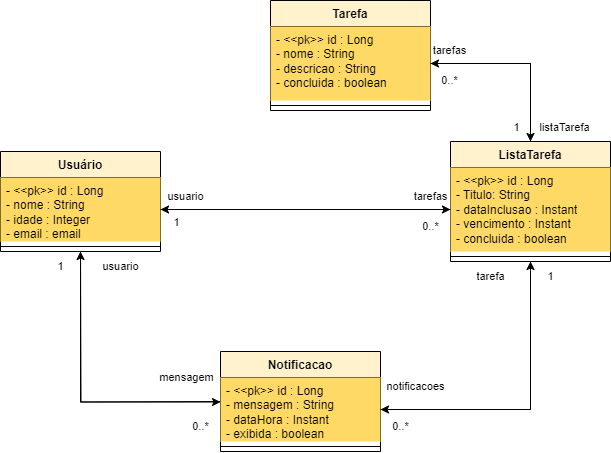 Tarefa
- <<pk>> id : Long
- nome : String
- descricao : String
- concluida : boolean
tarefas
0..*
1
listaTarefa
ListaTarefa
- <<pk>> id : Long
- Titulo: String
- dataInclusao : Instant
- vencimento : Instant
- concluida : boolean
Usuário
- <<pk>> id : Long
- nome : String
- idade : Integer
- email : email
usuario
1
tarefas
0..*
1
usuario
tarefa
1
mensagem
0..*
notificacoes
0..*
Notificacao
- <<pk>> id : Long
- mensagem : String
- dataHora : Instant
- exibida : boolean